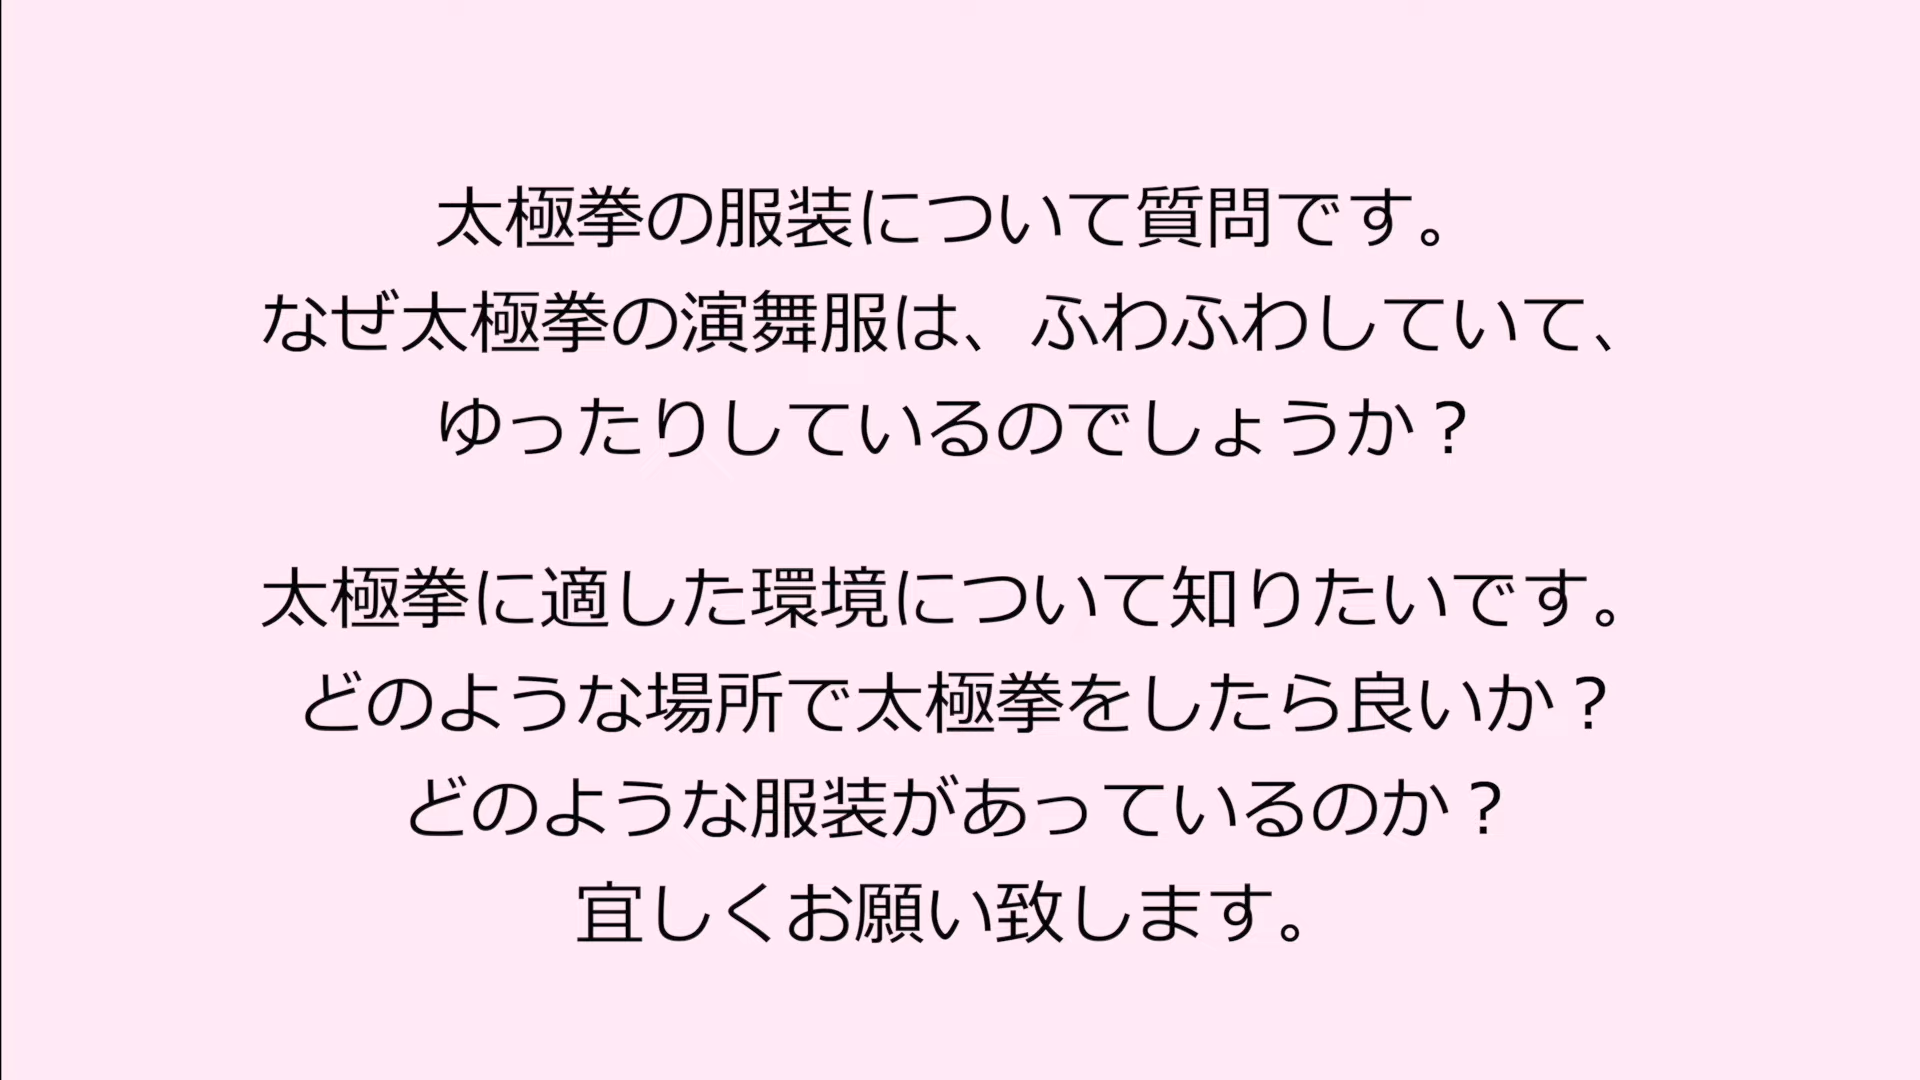 太極拳の服装について質問です。
なぜ太極拳の演舞服は、ふわふわしていて、
ゆったりしているのでしょうか？
太極拳に適した環境について知りたいです。
どのような場所で太極拳をしたら良いか？
どのような服装があっているのか？
宜しくお願い致します。